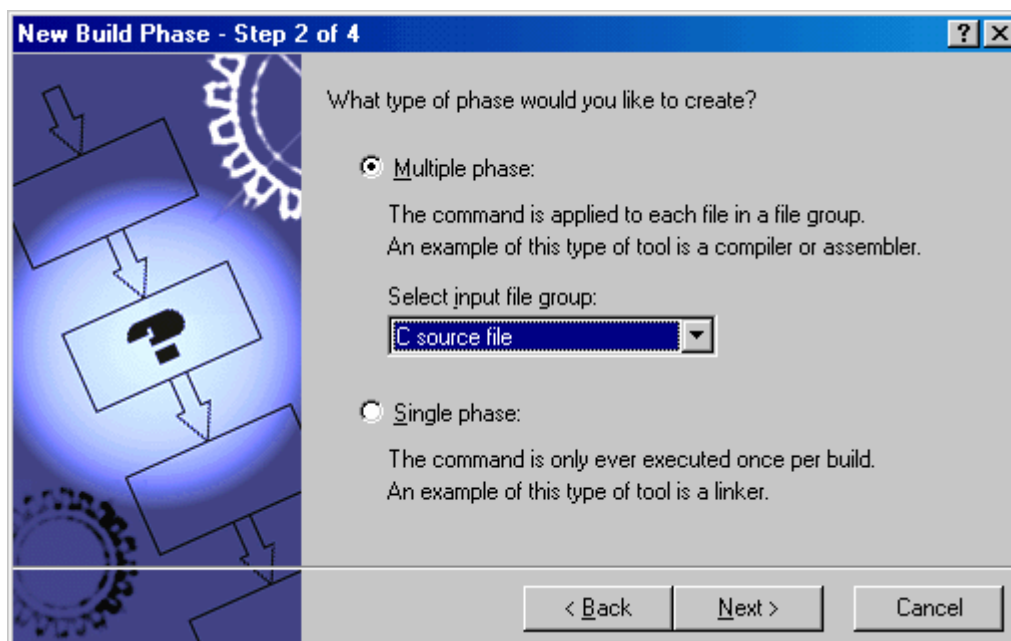 New Build Phase - Step 2 of 4
What type of phase would you like to create?
Multiple phase:
The command is applied to each file in a file group.
An example of this type of tool is a compiler or assembler.
Select input file group:
C source file
Single phase:
The command is only ever executed once per build.
An example of this type of tool is a linker.
< Back
Next >
Cancel